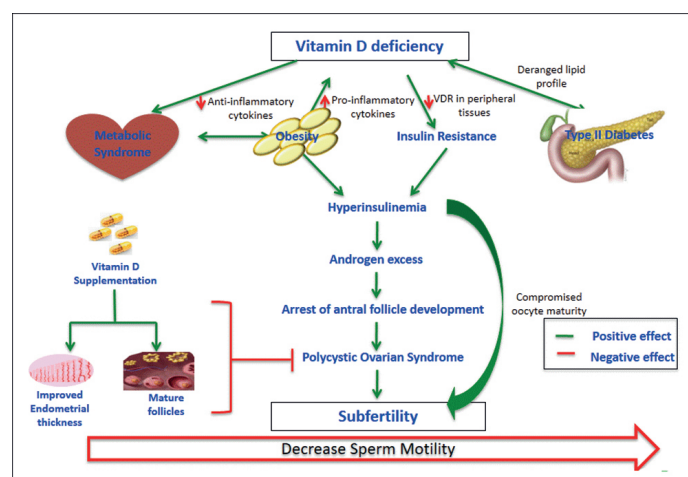 Vitamin D deficiency
Deranged lipid
profile
Anti-inflammatory
cytokines
Pro-inflammatory
cytokines
VDR in peripheral
tissues
Metabolic
Syndrome
Obesity
Insulin Resistance
Type II Diabetes
Hyperinsulinemia
Androgen excess
Vitamin D
Supplementation
Arrest of antral follicle development
Compromised
oocyte maturity
Positive effect
Negative effect
Polycystic Ovarian Syndrome
Improved
Endometrial
thickness
Mature
follicles
Subfertility
Decrease Sperm Motility